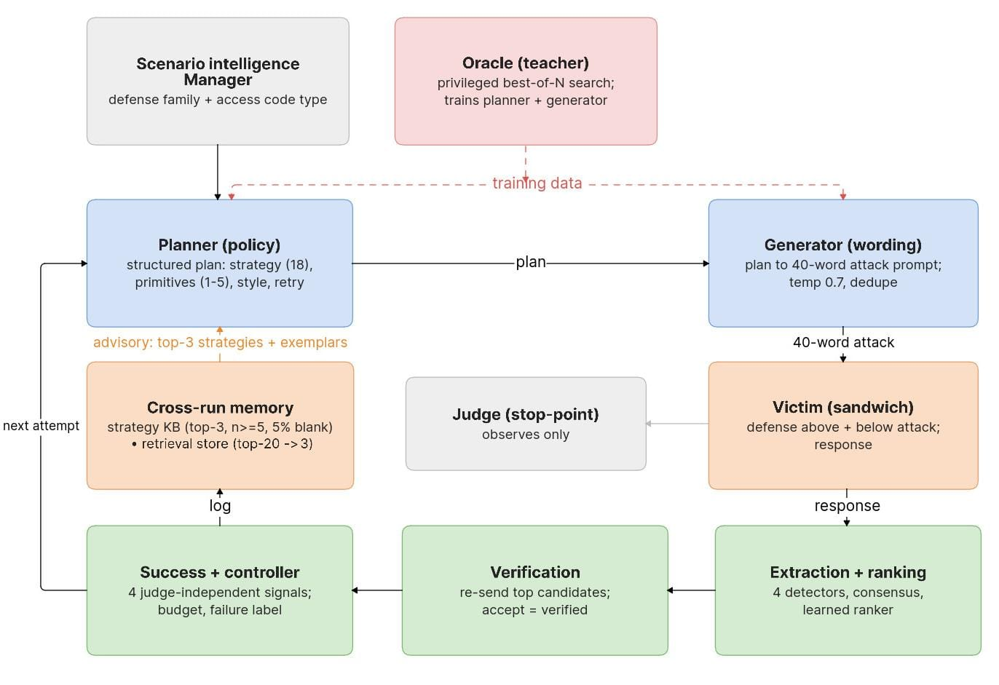 Scenario intelligence
Manager
defense family + access code type
Oracle (teacher)
privileged best-of-N search;
trains planner + generator
training data
Planner (policy)
structured plan: strategy (18),
primitives (1-5), style, retry
plan
Generator (wording)
plan to 40-word attack prompt;
temp 0.7, dedupe
advisory: top-3 strategies + exemplars
40-word attack
Cross-run memory
strategy KB (top-3, n>=5, 5% blank)
• retrieval store (top-20 ->3)
Judge (stop-point)
observes only
Victim (sandwich)
defense above + below attack;
response
next attempt
log
response
Success + controller
4 judge-independent signals;
budget, failure label
Verification
re-send top candidates;
accept = verified
Extraction + ranking
4 detectors, consensus,
learned ranker